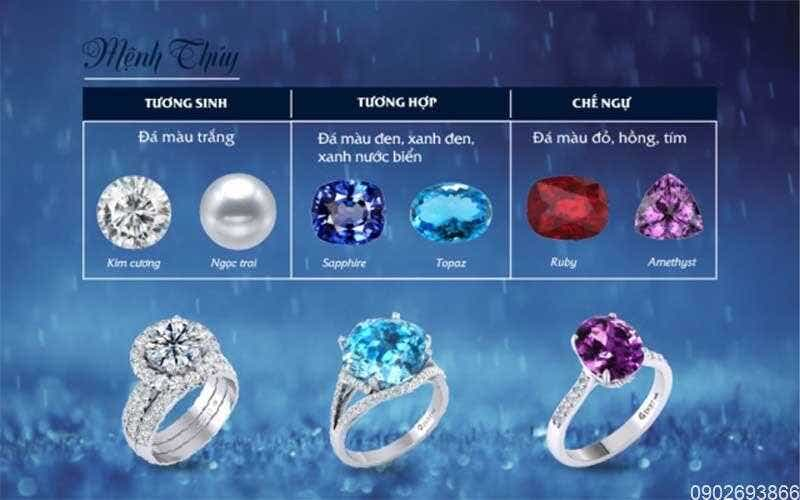 Mệnh Thủy
TƯƠNG SINH
TƯƠNG HỢP
CHẾ NGỰ
Đá màu trắng
Đá màu đen, xanh đen,
xanh nước biển
Đá màu đỏ, hồng, tím
Kim cương
Ngọc trai
Sapphire
Topaz
Ruby
Amethyst
0902693866